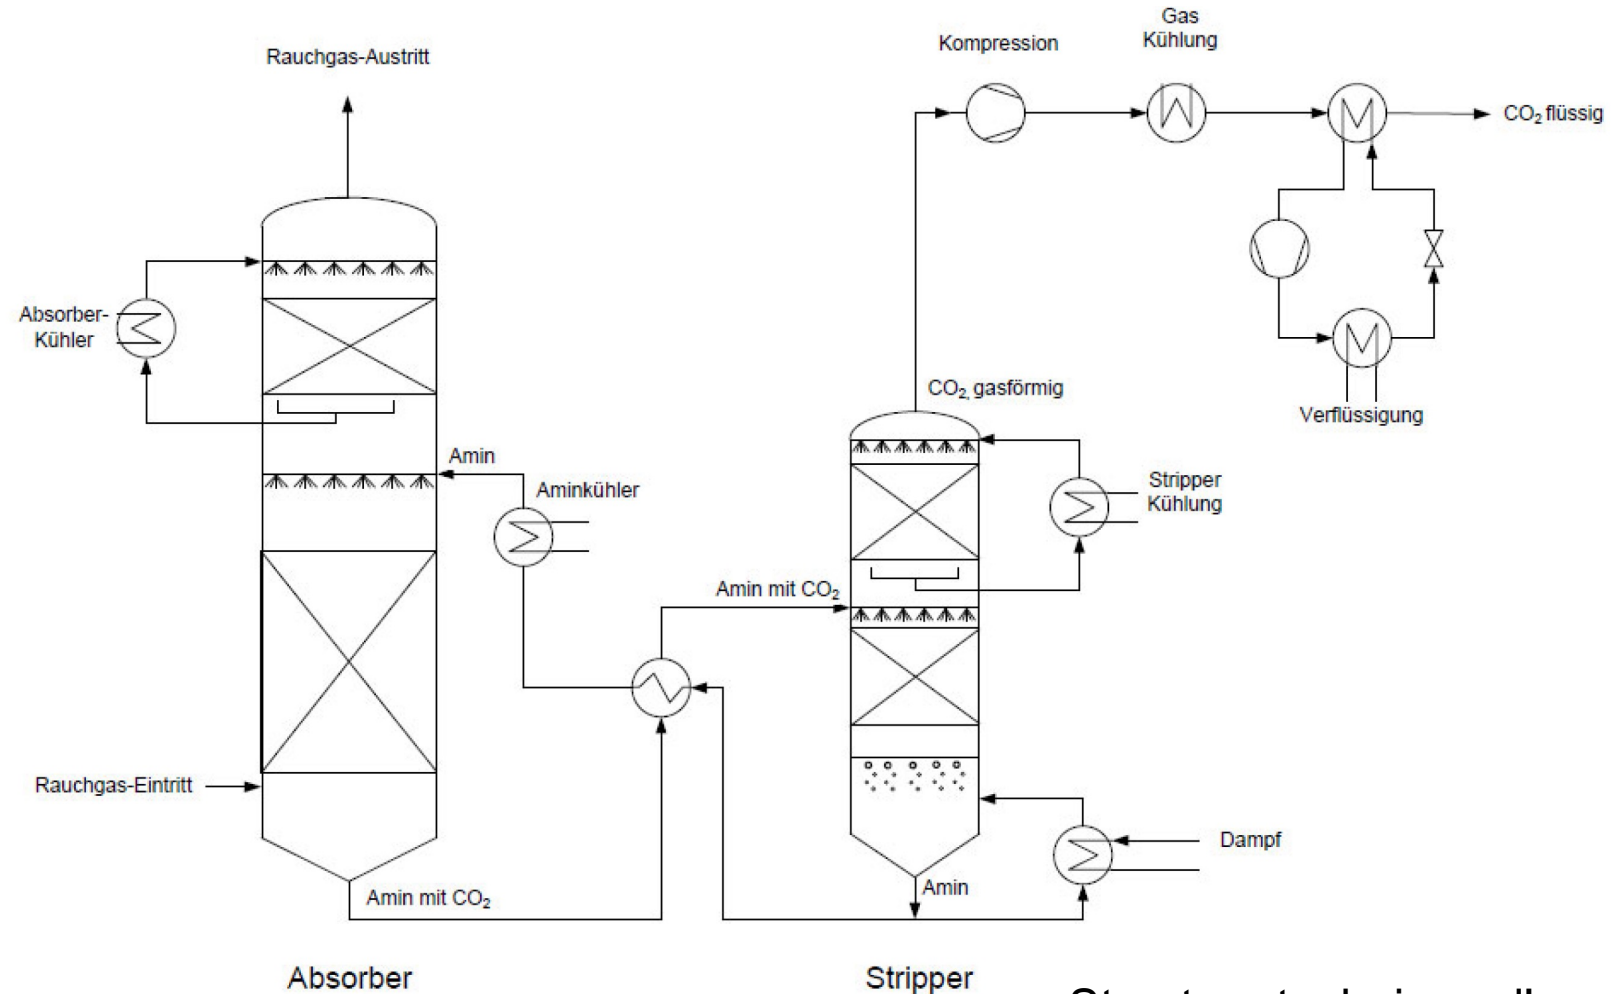 Gas
Kühlung
Kompression
Rauchgas-Austritt
CO₂ flüssig
Absorber-
Kühler
CO₂, gasförmig
Verflüssigung
Amin
Aminkühler
Stripper
Kühlung
Amin mit CO₂
Rauchgas-Eintritt
Dampf
Amin
Amin mit CO₂
Absorber
Stripper